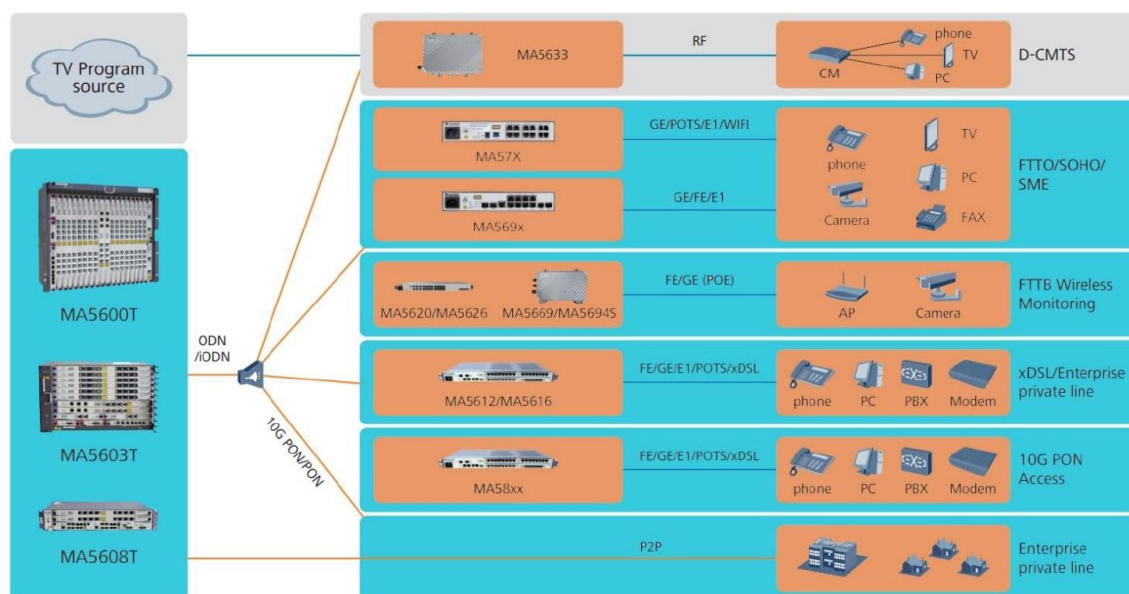 TV Program
source
MA5600T
MA5603T
MA5608T
ODN
/iODN
10G PON/PON
MA5633
RF
CM
phone
TV
PC
D-CMTS
MA57X
GE/POTS/E1/WIFI
MA569x
GE/FE/E1
phone
TV
PC
Camera
FAX
FTTO/SOHO/
SME
MA5620/MA5626
MA5669/MA5694S
FE/GE (POE)
AP
Camera
FTTB Wireless
Monitoring
MA5612/MA5616
FE/GE/E1/POTS/xDSL
phone
PC
PBX
Modem
xDSL/Enterprise
private line
MA58xx
FE/GE/E1/POTS/xDSL
phone
PC
PBX
Modem
10G PON
Access
P2P
Enterprise
private line